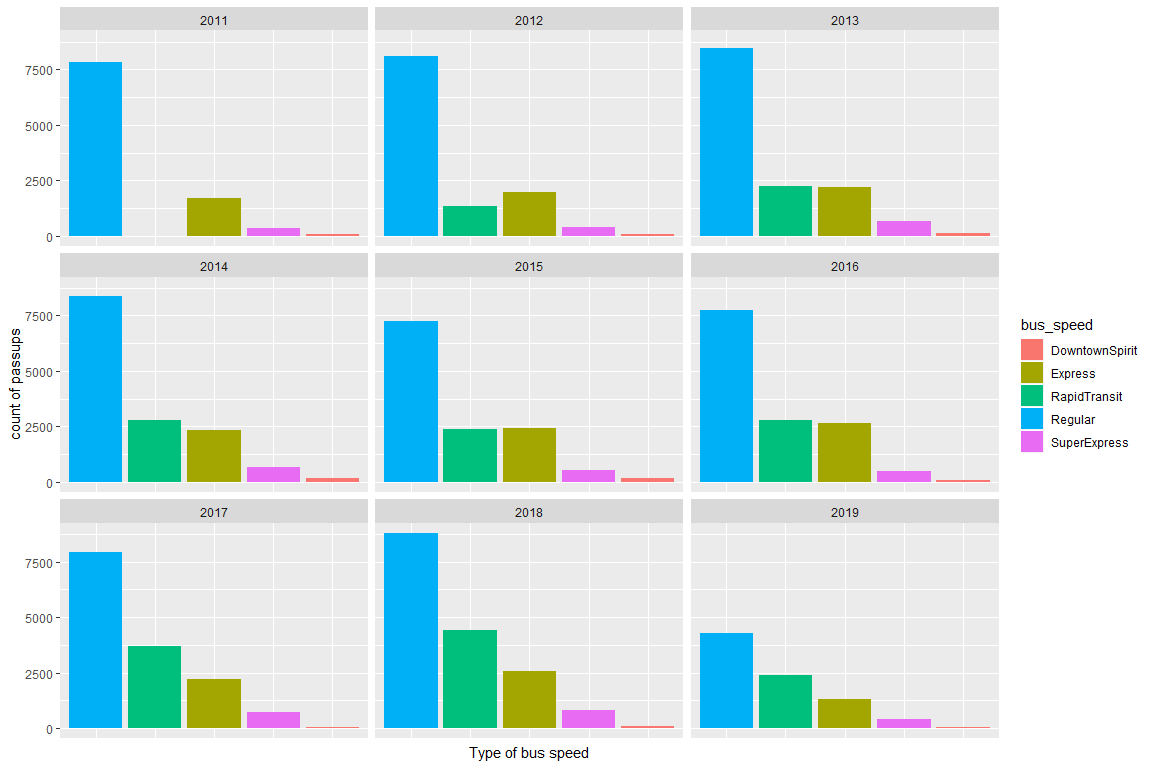 2011
2012
2013
7500
5000
2500
0
2014
2015
2016
7500
5000
2500
0
2017
2018
2019
7500
5000
2500
0
count of passups
Type of bus speed
bus_speed
DowntownSpirit
Express
RapidTransit
Regular
SuperExpress